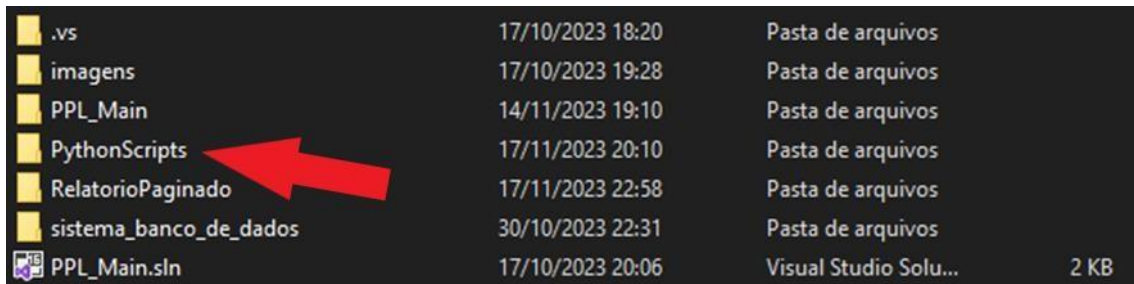 .vs 17/10/2023 18:20 Pasta de arquivos
imagens 17/10/2023 19:28 Pasta de arquivos
PPL_Main 14/11/2023 19:10 Pasta de arquivos
PythonScripts 17/11/2023 20:10 Pasta de arquivos
RelatorioPaginado 17/11/2023 22:58 Pasta de arquivos
sistema_banco_de_dados 30/10/2023 22:31 Pasta de arquivos
PPL_Main.sln 17/10/2023 20:06 Visual Studio Solu... 2 KB